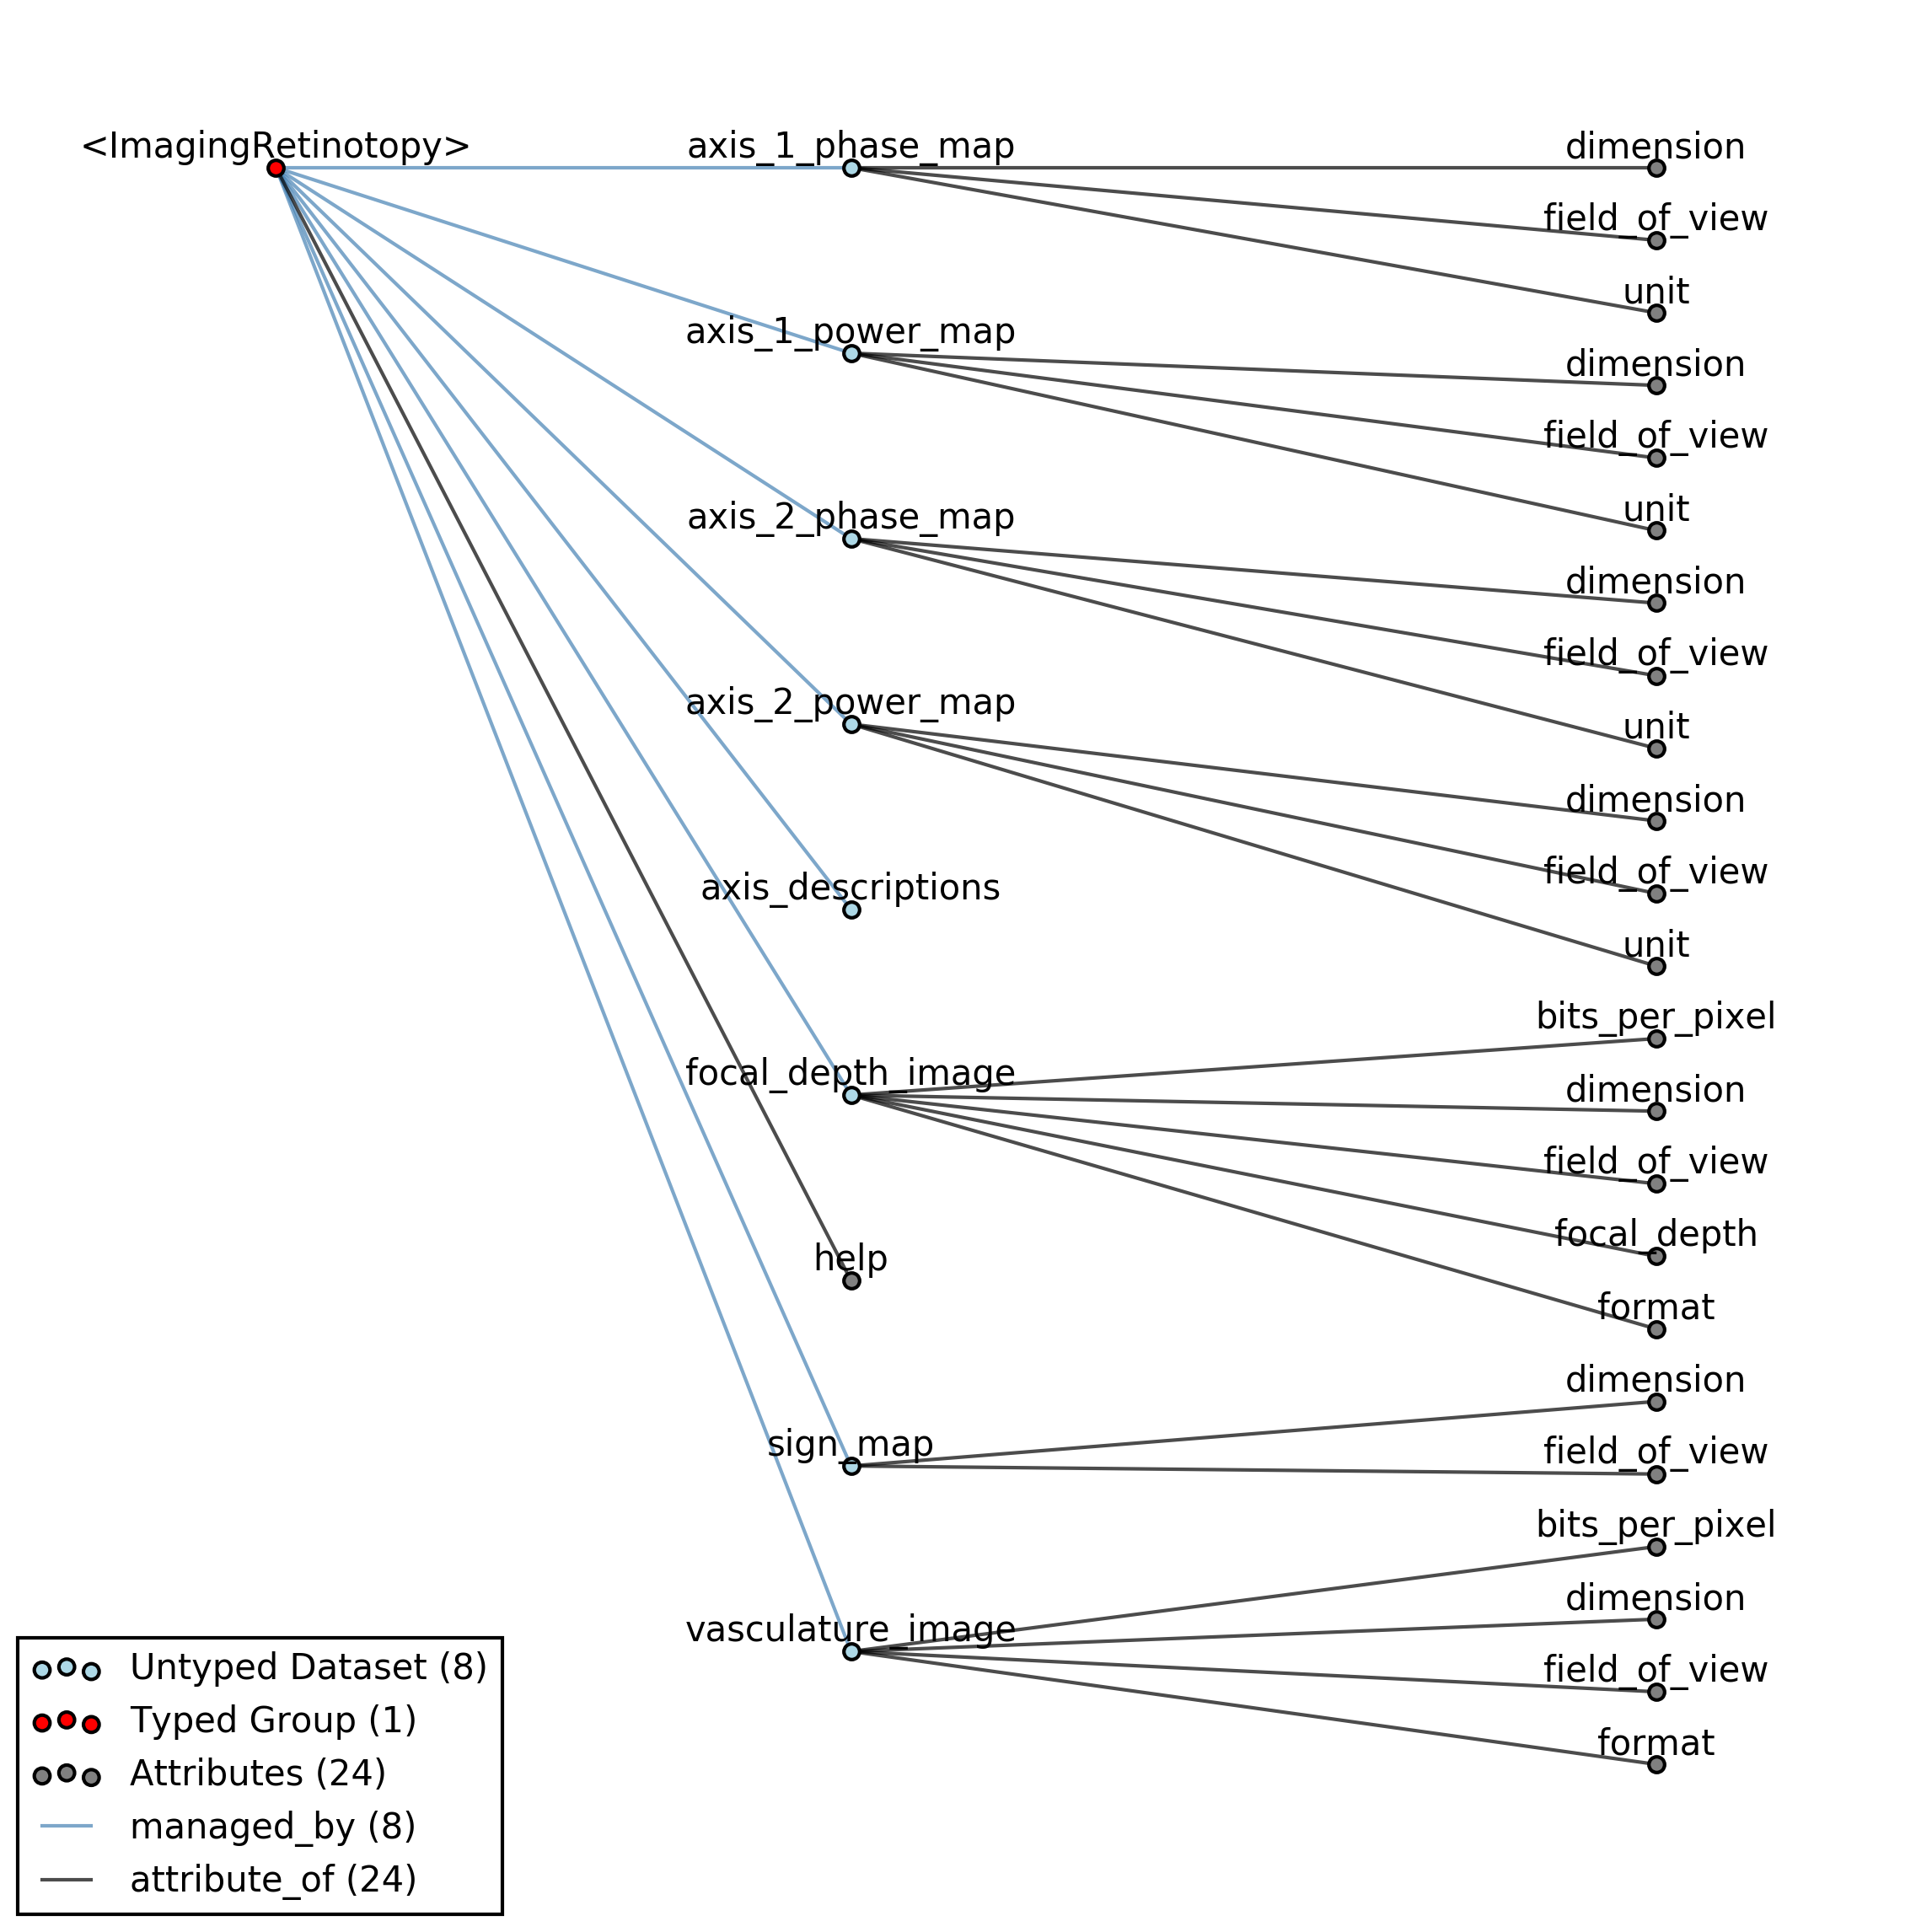 <ImagingRetinotopy>
axis_1_phase_map
dimension
field_of_view
unit
axis_1_power_map
dimension
field_of_view
unit
axis_2_phase_map
dimension
field_of_view
unit
axis_2_power_map
dimension
field_of_view
unit
axis_descriptions
focal_depth_image
bits_per_pixel
dimension
field_of_view
focal_depth
format
help
sign_map
dimension
field_of_view
vasculature_image
bits_per_pixel
dimension
field_of_view
format
Untyped Dataset (8)
Typed Group (1)
Attributes (24)
managed_by (8)
attribute_of (24)